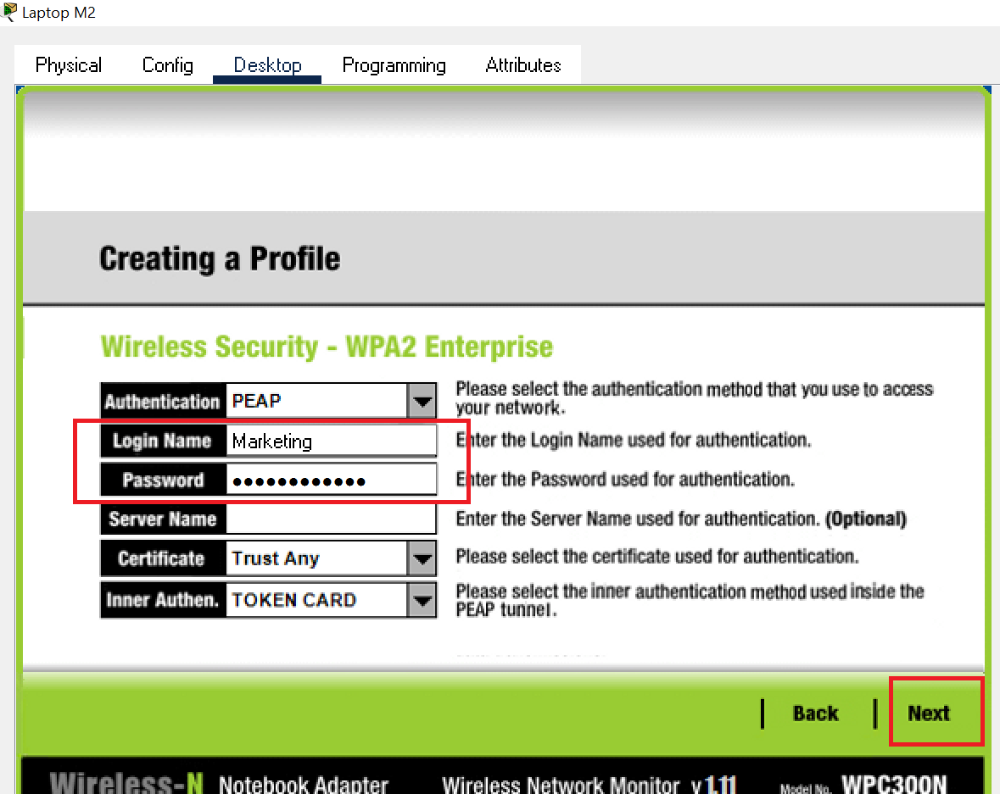 Laptop M2
Physical Config Desktop Programming Attributes
Creating a Profile
Wireless Security - WPA2 Enterprise
Authentication PEAP Please select the authentication method that you use to access
your network.
Login Name Marketing Enter the Login Name used for authentication.
Password ●●●●●●●●●●●● Enter the Password used for authentication.
Server Name Enter the Server Name used for authentication. (Optional)
Certificate Trust Any Please select the certificate used for authentication.
Inner Authen. TOKEN CARD Please select the inner authentication method used inside the
PEAP tunnel.
Back Next
Wireless-N Notebook Adapter Wireless Network Monitor v1.11 Model No. WPC300N